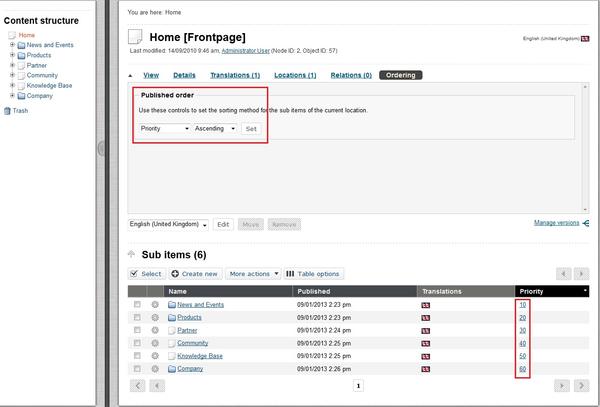 You are here: Home
Content structure
Home
News and Events
Products
Partner
Community
Knowledge Base
Company
Trash
Home [Frontpage]
English (United Kingdom)
Last modified: 14/09/2010 9:46 am, Administrator User (Node ID: 2, Object ID: 57)
View Details Translations (1) Locations (1) Relations (0) Ordering
Published order
Use these controls to set the sorting method for the sub items of the current location.
Priority Ascending Set
English (United Kingdom) Edit Move Remove Manage versions
Sub items (6)
Select Create new More actions Table options
Name Published Translations Priority
News and Events 09/01/2013 2:23 pm 10
Products 09/01/2013 2:23 pm 20
Partner 09/01/2013 2:24 pm 30
Community 09/01/2013 2:25 pm 40
Knowledge Base 09/01/2013 2:25 pm 50
Company 09/01/2013 2:26 pm 60
1